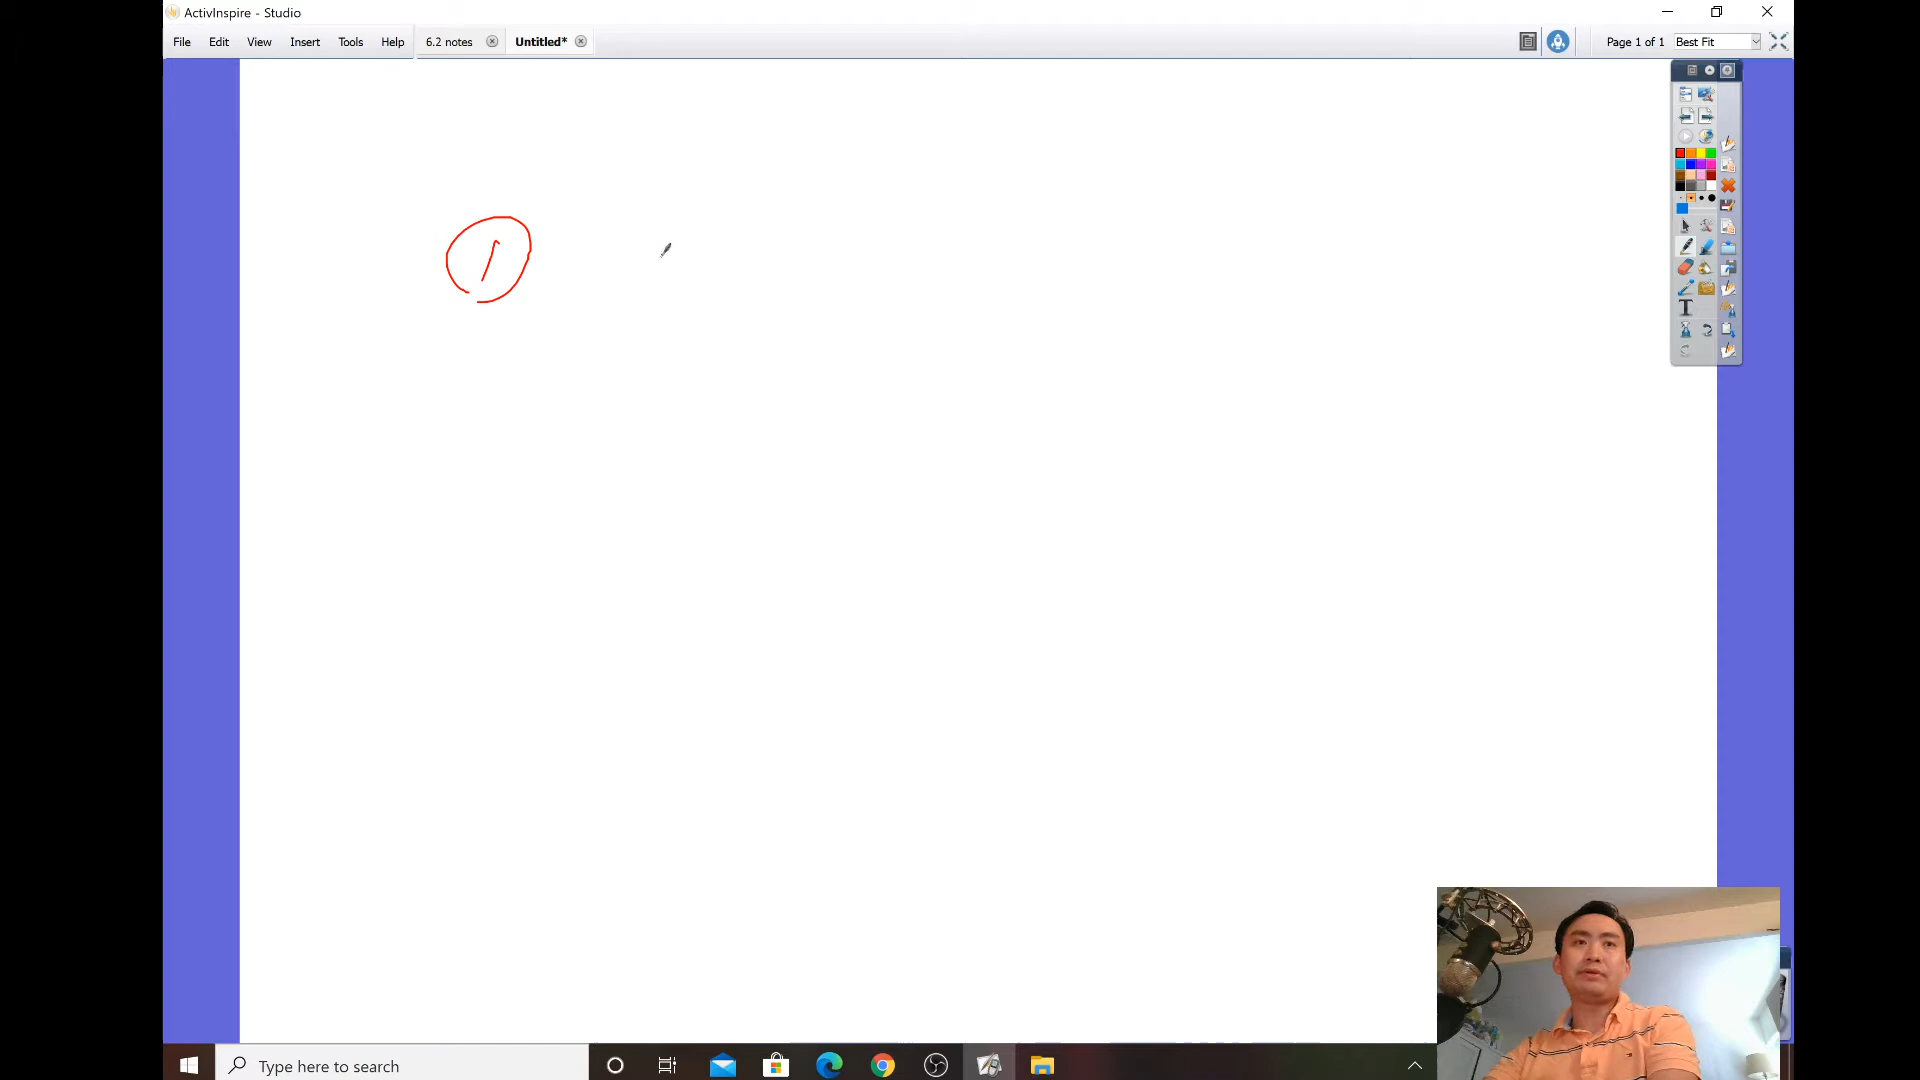 ActivInspire - Studio
File Edit View Insert Tools Help 6.2 notes Untitled* Page 1 of 1 Best Fit
T
1
Type here to search